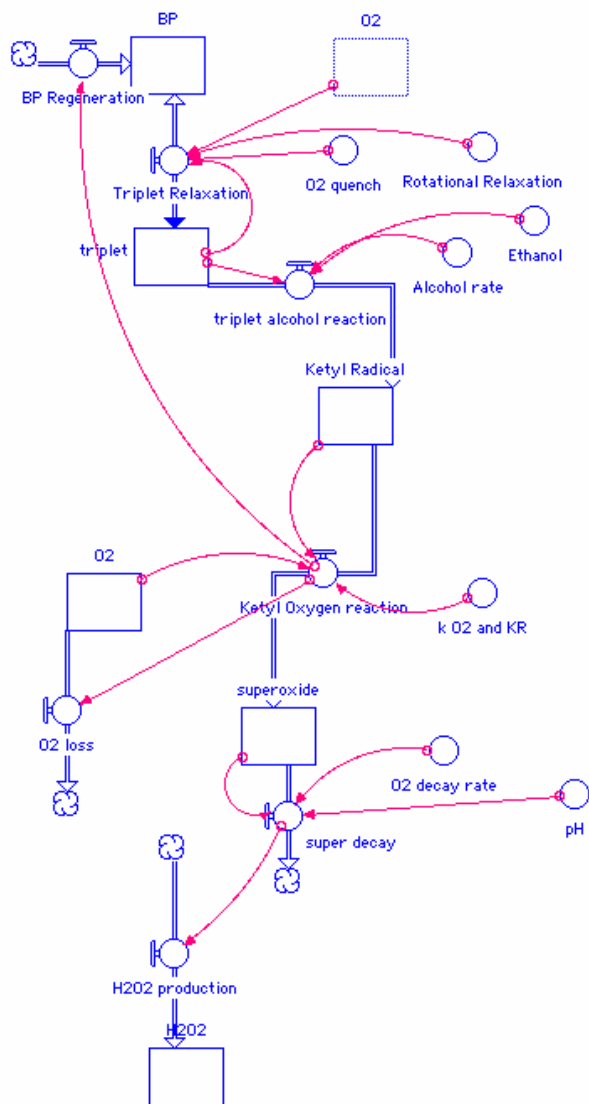 BP
O2
BP Regeneration
Triplet Relaxation
O2 quench
Rotational Relaxation
triplet
Ethanol
Alcohol rate
triplet alcohol reaction
Ketyl Radical
O2
Ketyl Oxygen reaction
k O2 and KR
superoxide
O2 loss
O2 decay rate
pH
super decay
H2O2 production
H2O2